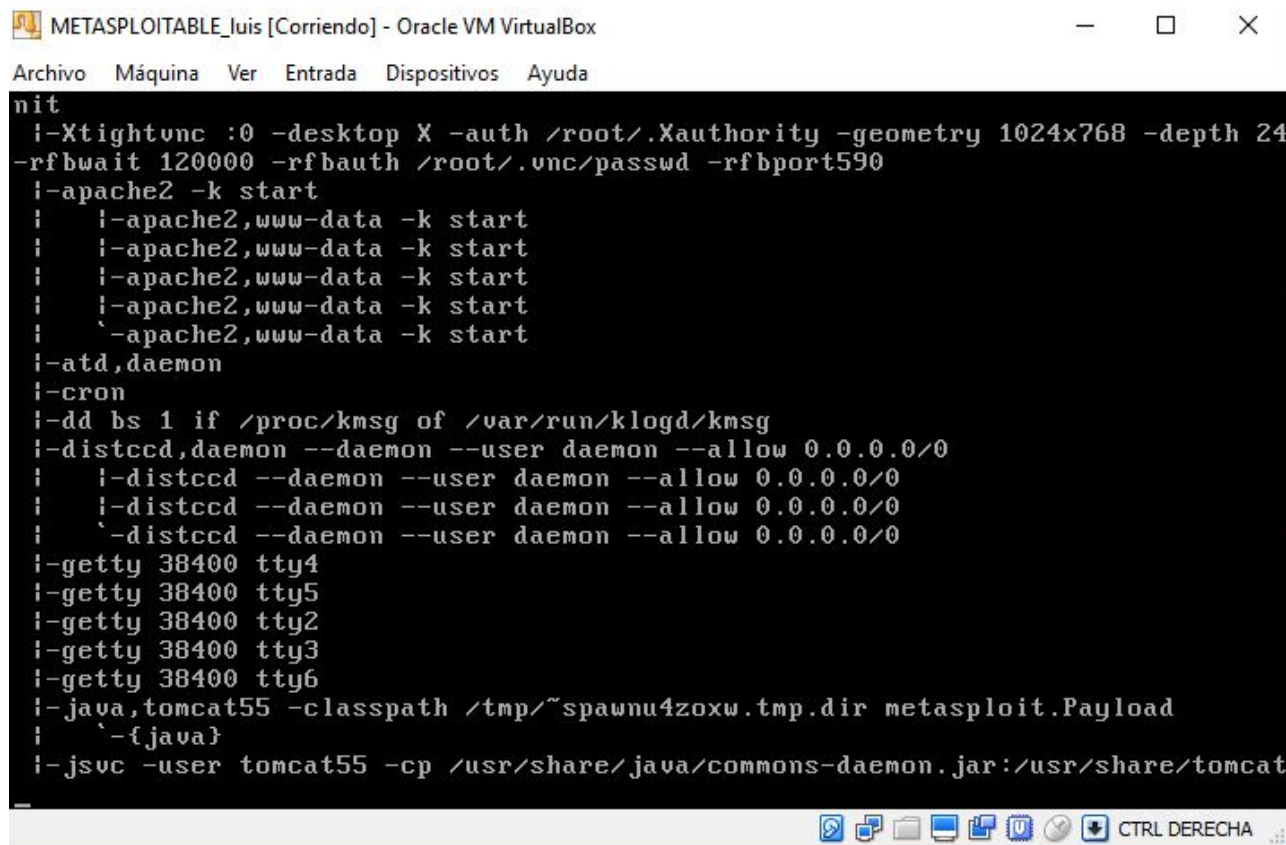 METASPLOITABLE_luis [Corriendo] - Oracle VM VirtualBox
Archivo Máquina Ver Entrada Dispositivos Ayuda
nit
 |-Xtightvnc :0 -desktop X -auth /root/.Xauthority -geometry 1024x768 -depth 24
-rfbwait 120000 -rfbauth /root/.vnc/passwd -rfbport590
 |-apache2 -k start
 |   |-apache2,www-data -k start
 |   |-apache2,www-data -k start
 |   |-apache2,www-data -k start
 |   |-apache2,www-data -k start
 |   `-apache2,www-data -k start
 |-atd,daemon
 |-cron
 |-dd bs 1 if /proc/kmsg of /var/run/klogd/kmsg
 |-distccd,daemon --daemon --user daemon --allow 0.0.0.0/0
 |   |-distccd --daemon --user daemon --allow 0.0.0.0/0
 |   |-distccd --daemon --user daemon --allow 0.0.0.0/0
 |   `-distccd --daemon --user daemon --allow 0.0.0.0/0
 |-getty 38400 tty4
 |-getty 38400 tty5
 |-getty 38400 tty2
 |-getty 38400 tty3
 |-getty 38400 tty6
 |-java,tomcat55 -classpath /tmp/~spawnu4zoxw.tmp.dir metasploit.Payload
 |   `-{java}
 |-jsvc -user tomcat55 -cp /usr/share/java/commons-daemon.jar:/usr/share/tomcat
_
CTRL DERECHA